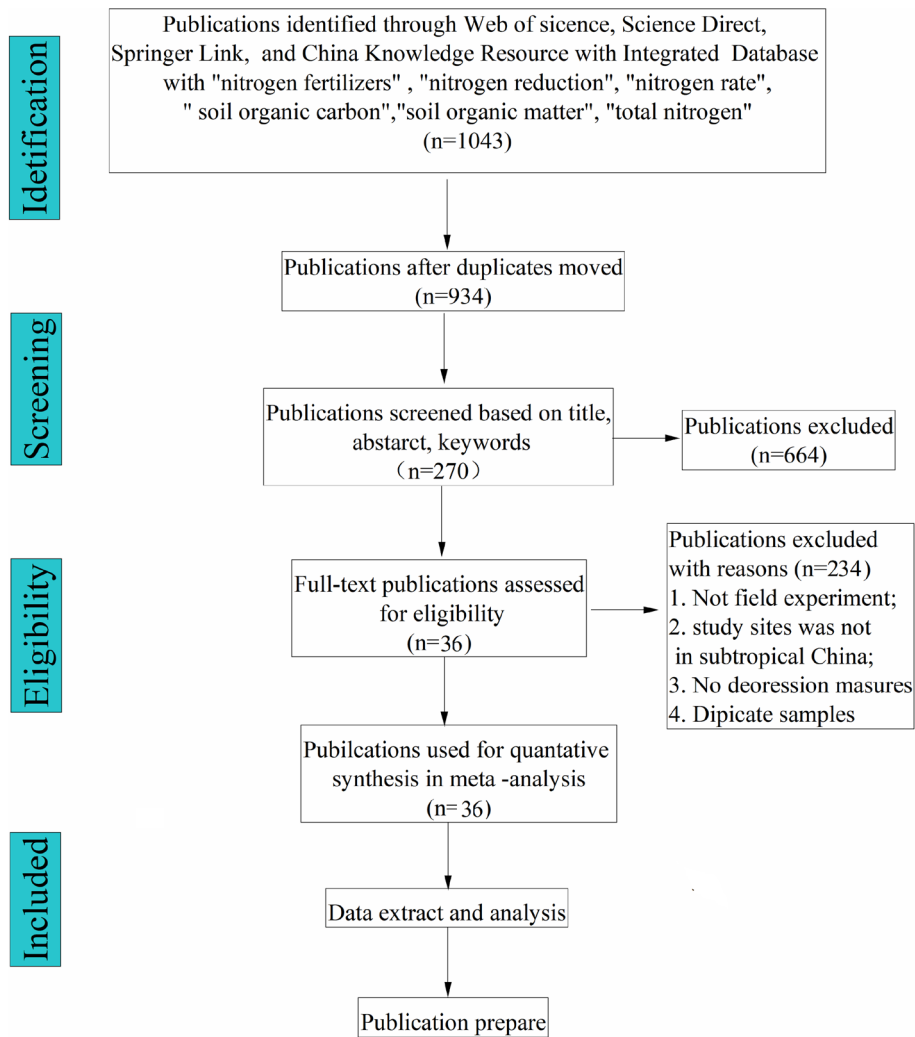 Idetification
Publications identified through Web of sicence, Science Direct,
Springer Link, and China Knowledge Resource with Integrated Database
with "nitrogen fertilizers" , "nitrogen reduction", "nitrogen rate",
" soil organic carbon","soil organic matter", "total nitrogen"
(n=1043)
Publications after duplicates moved
(n=934)
Screening
Publications screened based on title,
abstarct, keywords
（n=270）
Publications excluded
(n=664)
Eligibility
Full-text publications assessed
for eligibility
(n=36)
Publications excluded
with reasons (n=234)
1. Not field experiment;
2. study sites was not
in subtropical China;
3. No deoression masures
4. Dipicate samples
Pubilcations used for quantative
synthesis in meta -analysis
(n=36)
Included
Data extract and analysis
Publication prepare